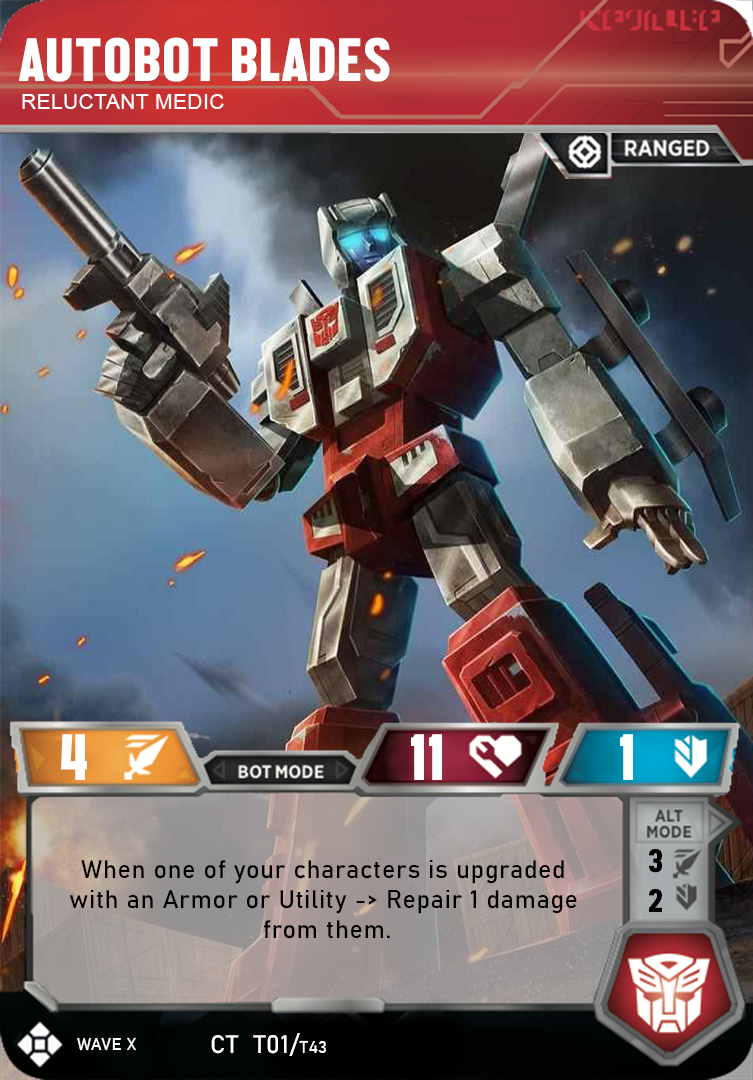 AUTOBOT BLADES
RELUCTANT MEDIC
RANGED
4
BOT MODE
11
1
When one of your characters is upgraded
with an Armor or Utility -> Repair 1 damage
from them.
ALT
MODE
3
2
WAVE X
CT T01/T43